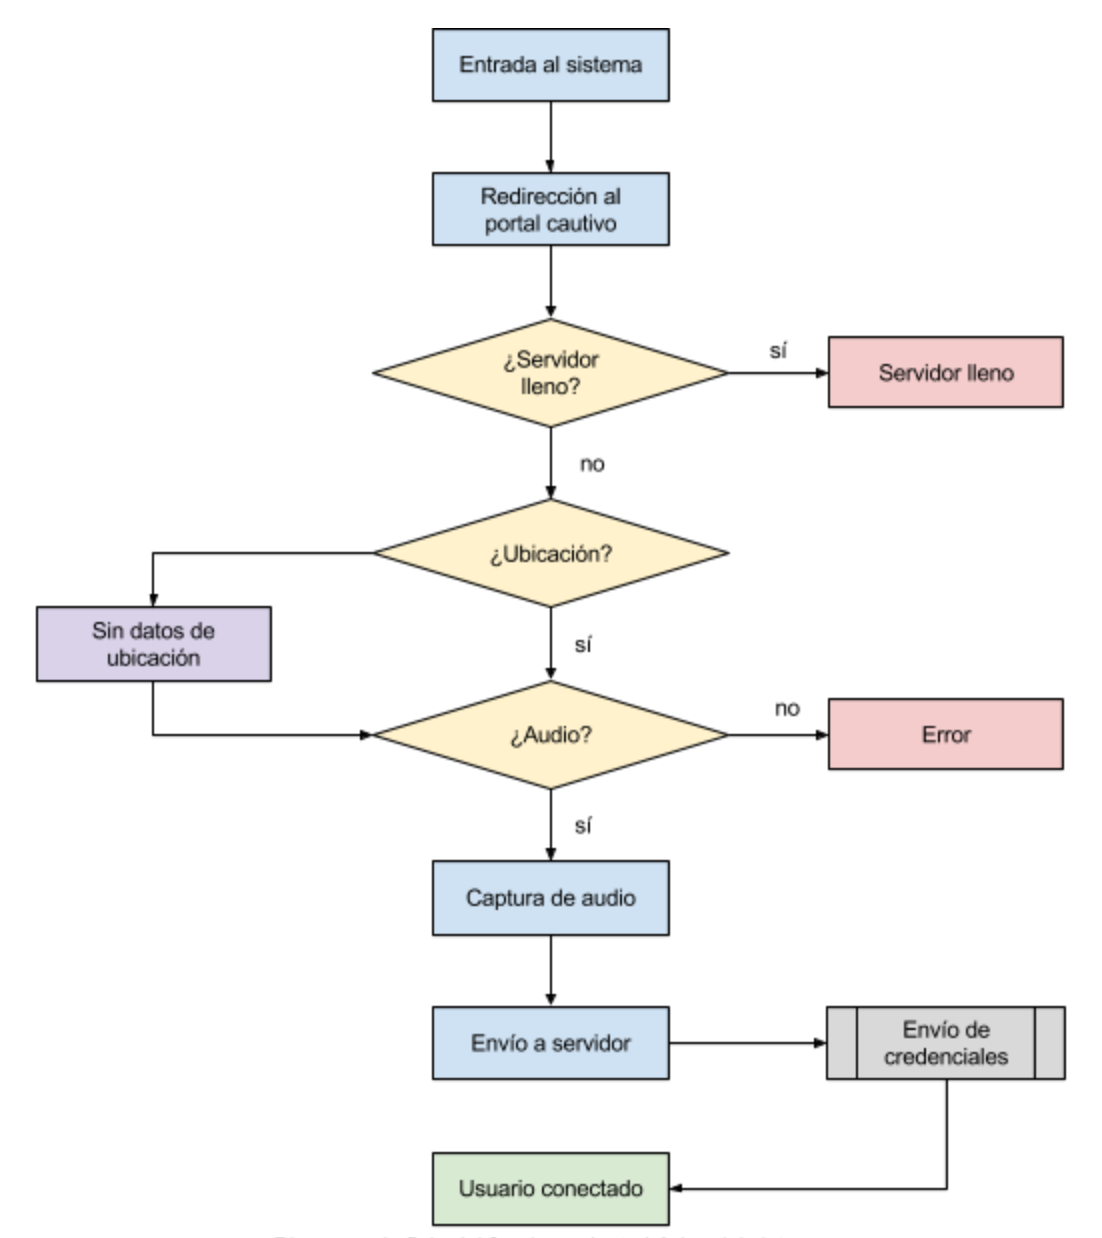 Entrada al sistema
Redirección al
portal cautivo
¿Servidor
lleno?
sí
Servidor lleno
no
¿Ubicación?
Sin datos de
ubicación
sí
¿Audio?
no
Error
sí
Captura de audio
Envío a servidor
Envío de
credenciales
Usuario conectado